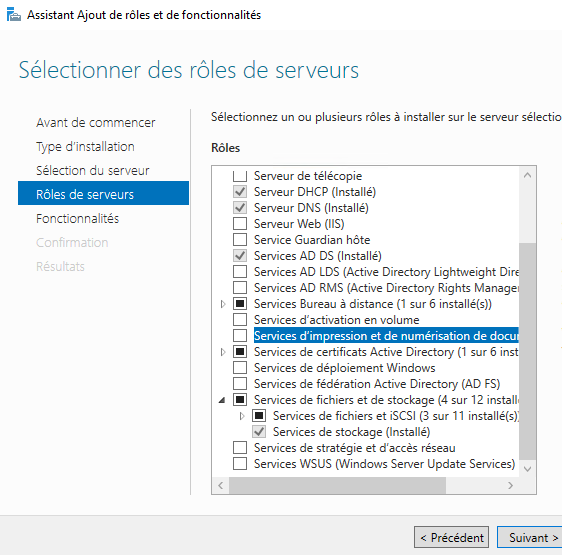 Assistant Ajout de rôles et de fonctionnalités
Sélectionner des rôles de serveurs
Avant de commencer
Type d'installation
Sélection du serveur
Rôles de serveurs
Fonctionnalités
Confirmation
Résultats
Sélectionnez un ou plusieurs rôles à installer sur le serveur sélectio
Rôles
Serveur de télécopie
Serveur DHCP (Installé)
Serveur DNS (Installé)
Serveur Web (IIS)
Service Guardian hôte
Services AD DS (Installé)
Services AD LDS (Active Directory Lightweight Dire
Services AD RMS (Active Directory Rights Manager
Services Bureau à distance (1 sur 6 installé(s))
Services d'activation en volume
Services d'impression et de numérisation de docu
Services de certificats Active Directory (1 sur 6 inst
Services de déploiement Windows
Services de fédération Active Directory (AD FS)
Services de fichiers et de stockage (4 sur 12 installé
Services de fichiers et iSCSI (3 sur 11 installé(s)
Services de stockage (Installé)
Services de stratégie et d'accès réseau
Services WSUS (Windows Server Update Services)
< Précédent
Suivant >